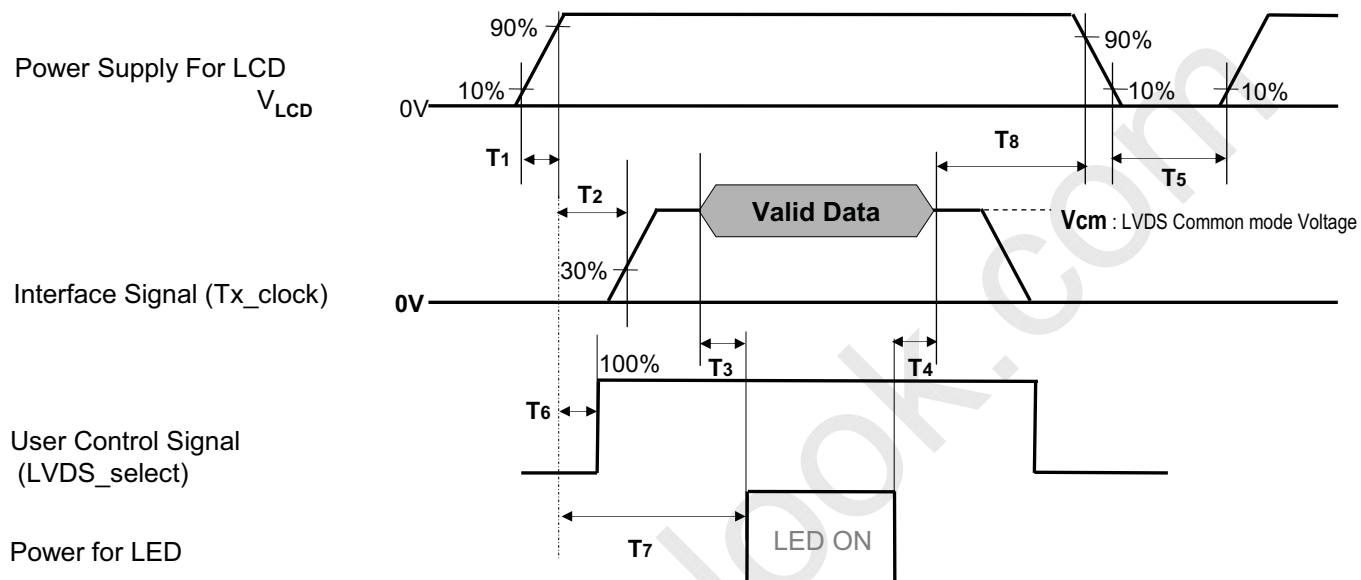 90%
90%
Power Supply For LCD
VLCD
10%
10%
10%
0V
T1
T8
T5
T2
Valid Data
Vcm : LVDS Common mode Voltage
30%
Interface Signal (Tx_clock)
0V
T3
T4
100%
T6
User Control Signal
(LVDS_select)
T7
LED ON
Power for LED
look.com